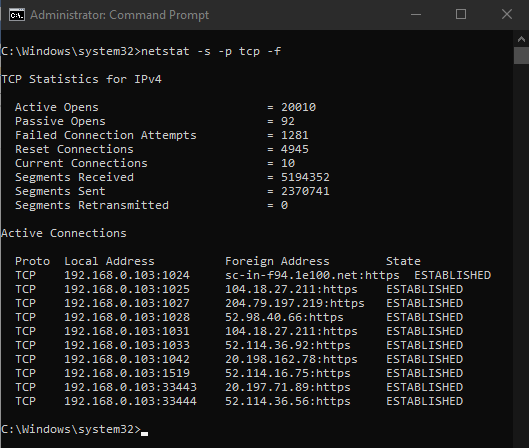 Administrator: Command Prompt
C:\Windows\system32>netstat -s -p tcp -f
TCP Statistics for IPv4
Active Opens = 20010
Passive Opens = 92
Failed Connection Attempts = 1281
Reset Connections = 4945
Current Connections = 10
Segments Received = 5194352
Segments Sent = 2370741
Segments Retransmitted = 0
Active Connections
Proto Local Address Foreign Address State
TCP 192.168.0.103:1024 sc-in-f94.1e100.net:https ESTABLISHED
TCP 192.168.0.103:1025 104.18.27.211:https ESTABLISHED
TCP 192.168.0.103:1027 204.79.197.219:https ESTABLISHED
TCP 192.168.0.103:1028 52.98.40.66:https ESTABLISHED
TCP 192.168.0.103:1031 104.18.27.211:https ESTABLISHED
TCP 192.168.0.103:1033 52.114.36.92:https ESTABLISHED
TCP 192.168.0.103:1042 20.198.162.78:https ESTABLISHED
TCP 192.168.0.103:1519 52.114.16.75:https ESTABLISHED
TCP 192.168.0.103:33443 20.197.71.89:https ESTABLISHED
TCP 192.168.0.103:33444 52.114.36.56:https ESTABLISHED
C:\Windows\system32>